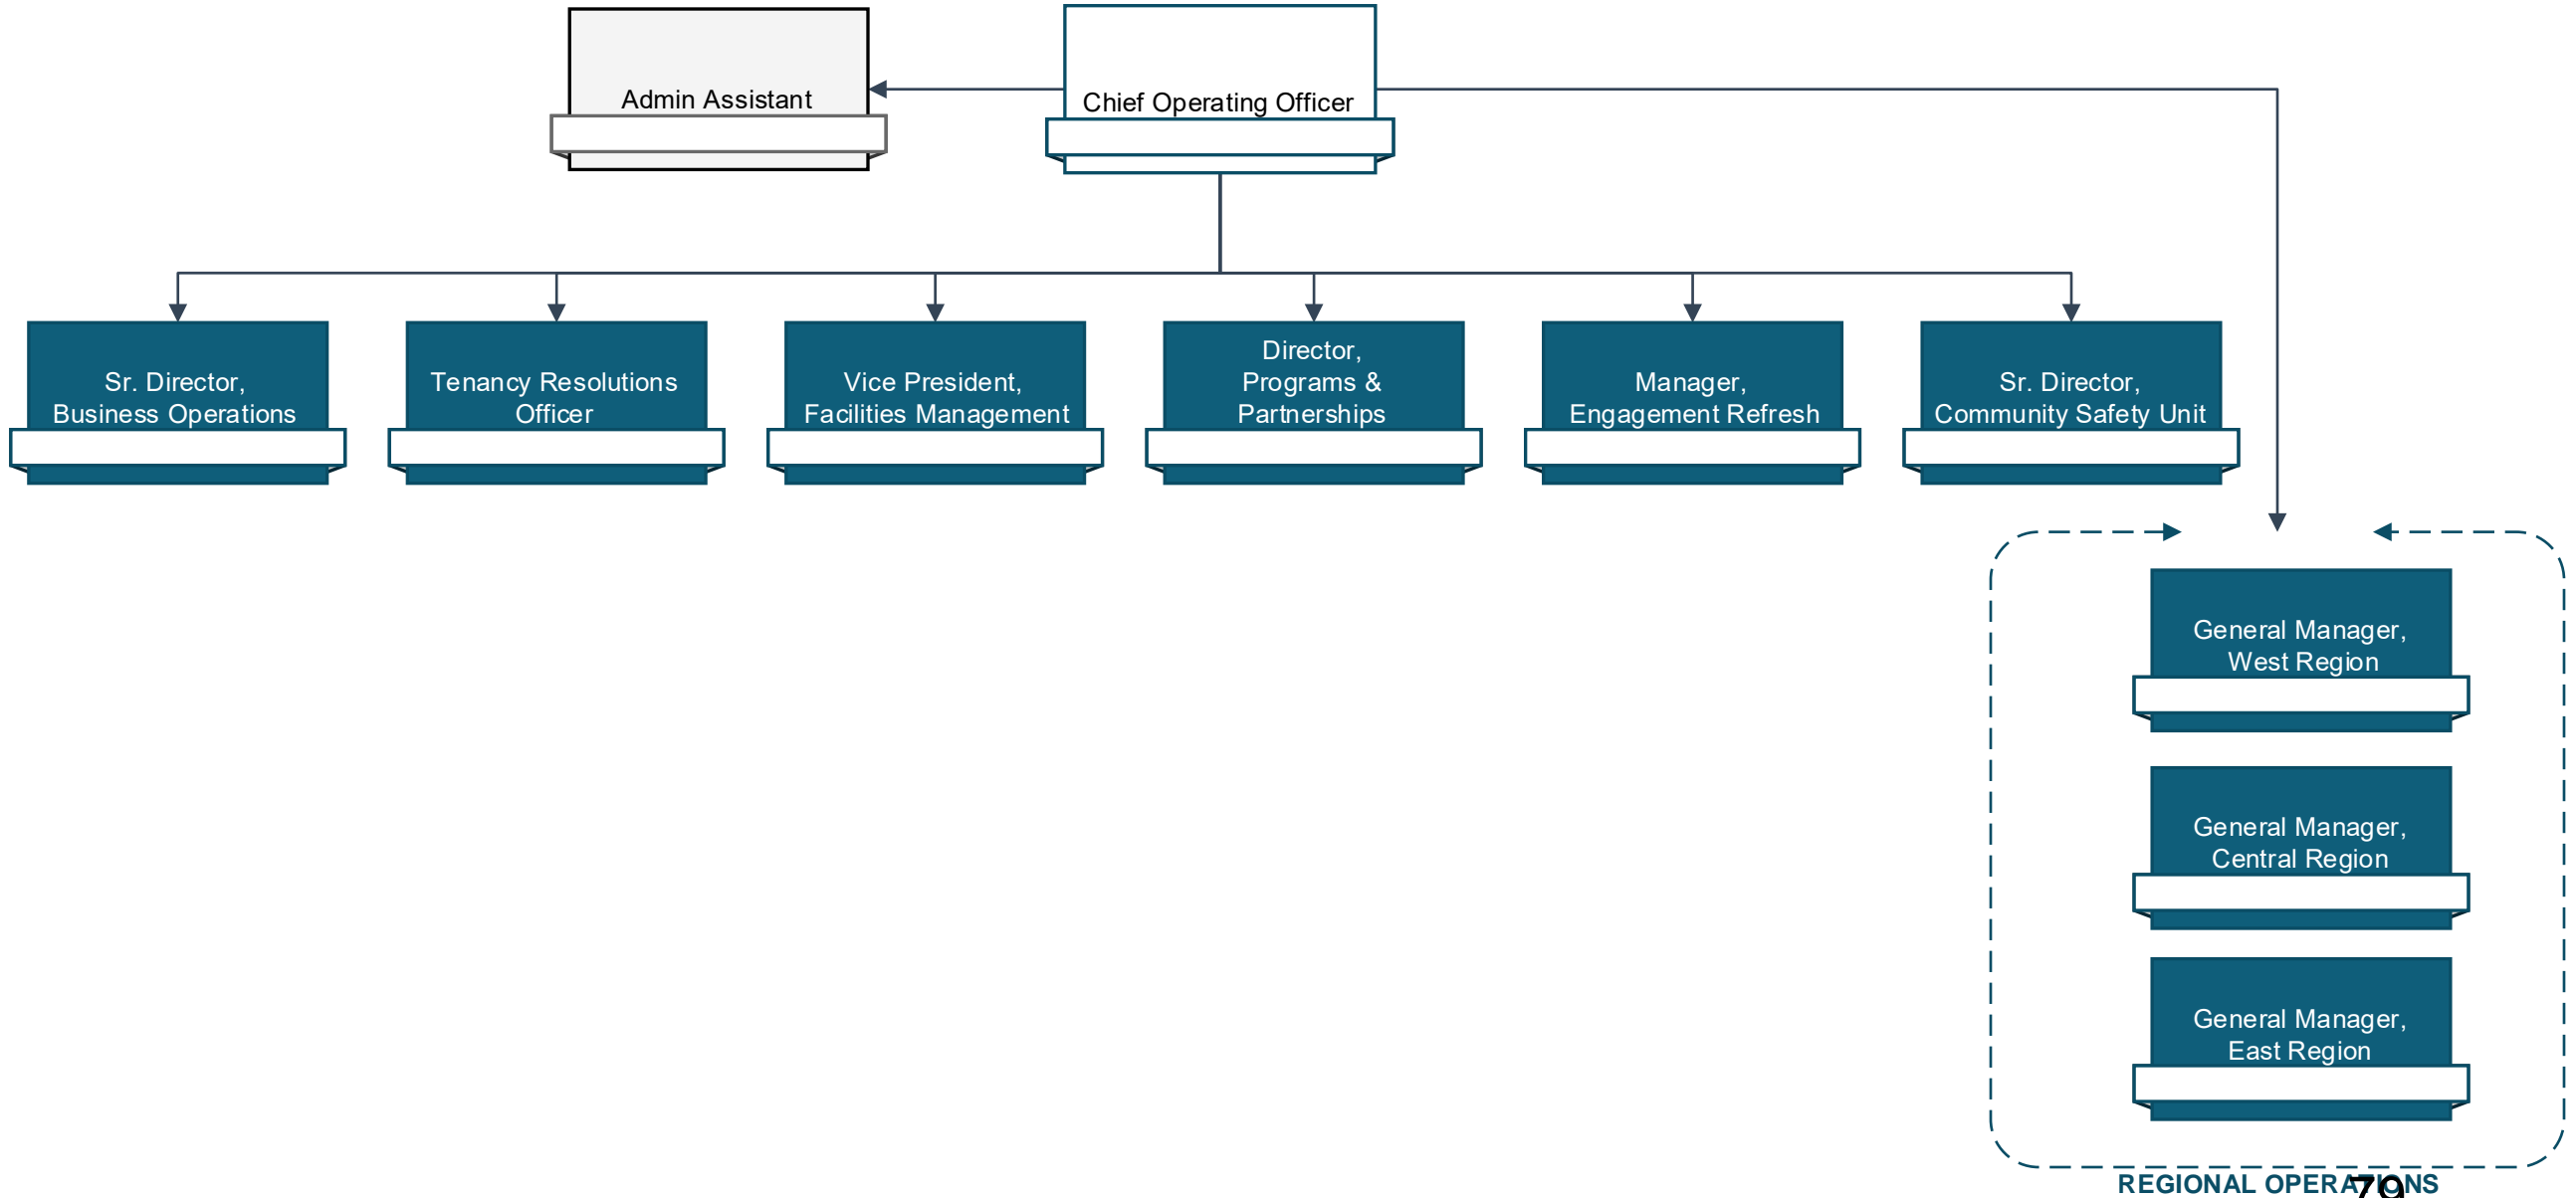 Admin Assistant
Chief Operating Officer
Sr. Director,
Business Operations
Tenancy Resolutions
Officer
Vice President,
Facilities Management
Director,
Programs &
Partnerships
Manager,
Engagement Refresh
Sr. Director,
Community Safety Unit
General Manager,
West Region
General Manager,
Central Region
General Manager,
East Region
REGIONAL OPERATIONS
79